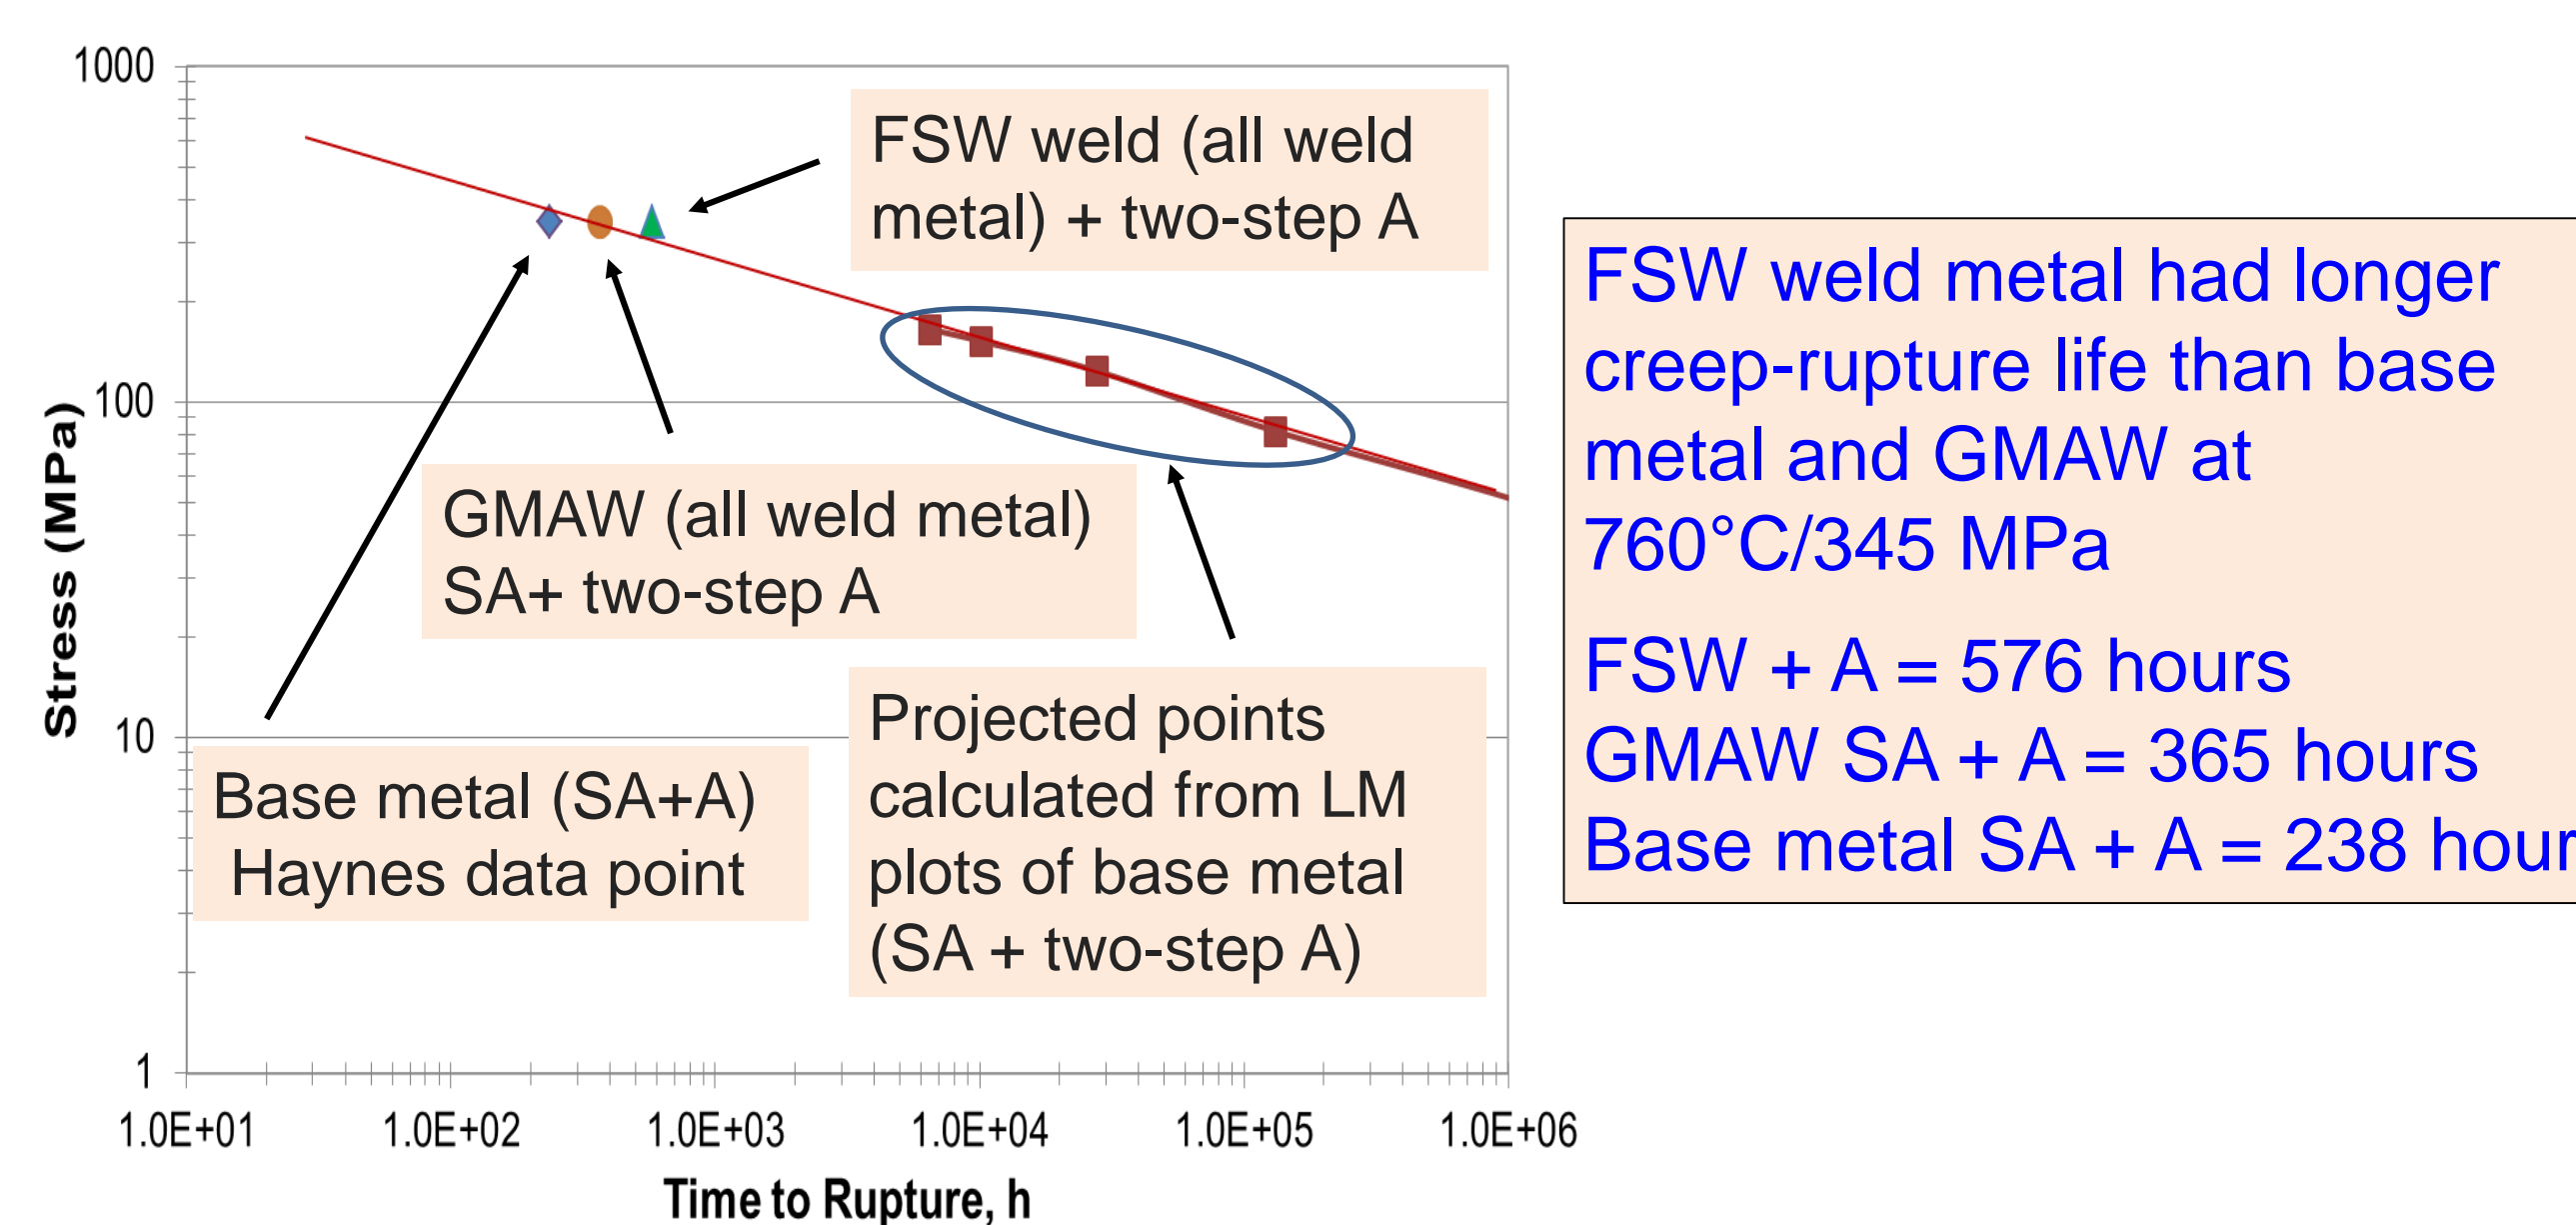 1000
100
10
1
Stress (MPa)
FSW weld (all weld
metal) + two-step A
GMAW (all weld metal)
SA+ two-step A
Base metal (SA+A)
Haynes data point
Projected points
calculated from LM
plots of base metal
(SA + two-step A)
1.0E+01 1.0E+02 1.0E+03 1.0E+04 1.0E+05 1.0E+06
Time to Rupture, h
FSW weld metal had longer
creep-rupture life than base
metal and GMAW at
760°C/345 MPa
FSW + A = 576 hours
GMAW SA + A = 365 hours
Base metal SA + A = 238 hour